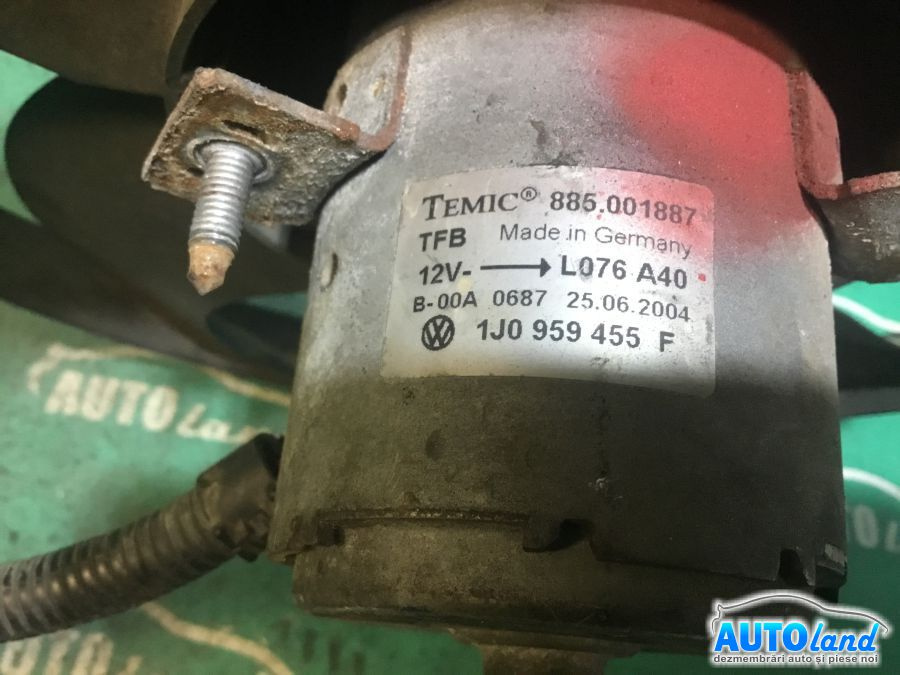 TEMIC® 885.001887
TFB Made in Germany
12V- → L076 A40
B-00A 0687 25.06.2004
1J0 959 455 F
AUTOland
AUTOland
dezmembrări auto și piese noi